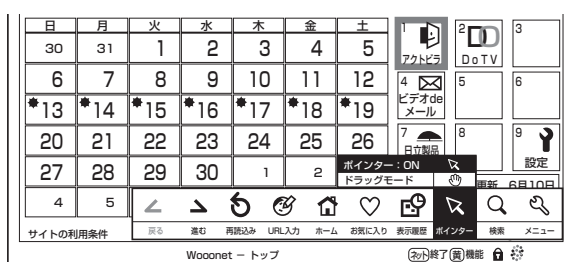 日 月 火 水 木 金 土
30 31 1 2 3 4 5
6 7 8 9 10 11 12
13 14 15 16 17 18 19
20 21 22 23 24 25 26
27 28 29 30 1 2
4 5
1 アクトビラ
2 DoTV
3
4 ビデオde
メール
5
6
7 日立製品
8
9 設定
ポインター：ON
ドラッグモード
更新 6月10日
サイトの利用条件
戻る 進む 再読込み URL入力 ホーム お気に入り 表示履歴 ポインター 検索 メニュー
Wooonet － トップ
ネット終了 黄機能